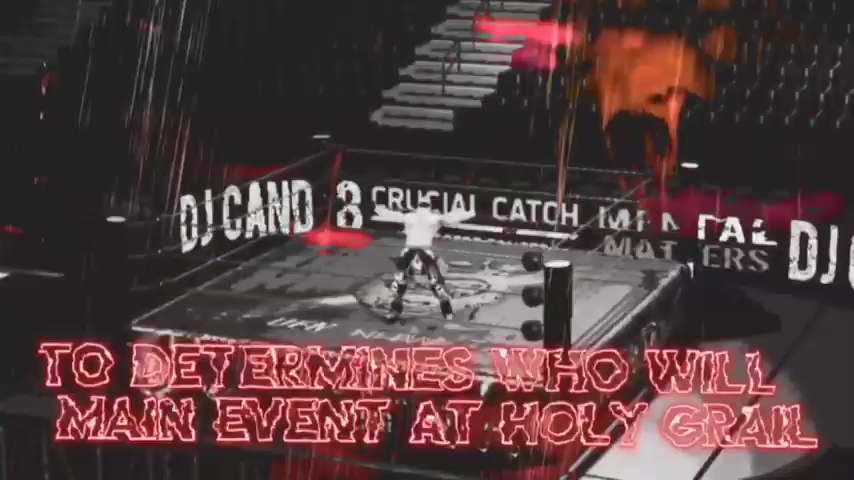 DJ CAND 8 CRUCIAL CATCH MENTAL DJ
MATTERS
TO DETERMINES WHO WILL
MAIN EVENT AT HOLY GRAIL